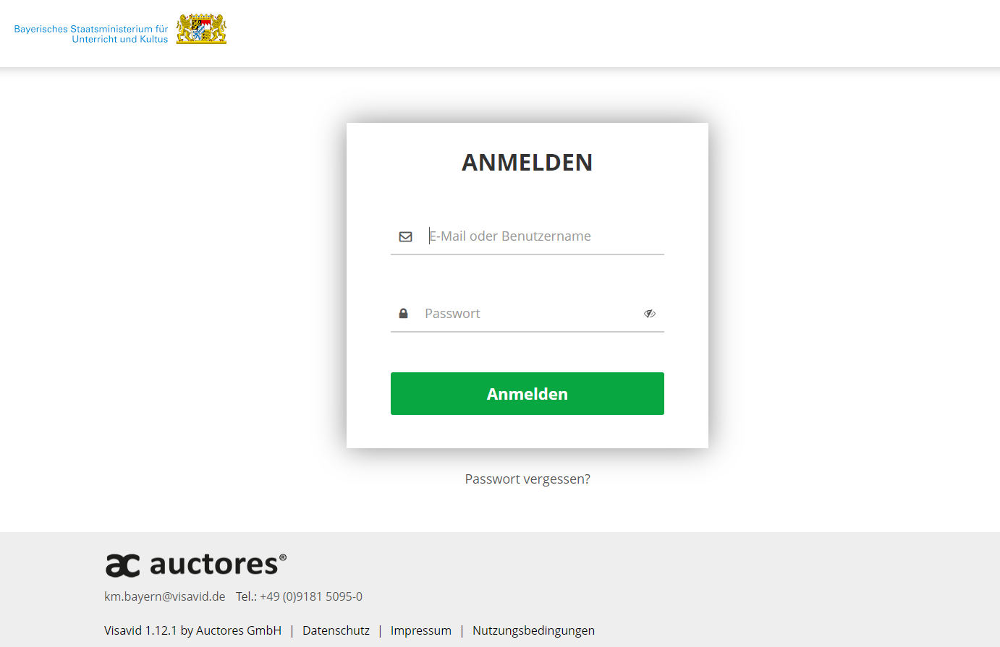 Bayerisches Staatsministerium für
Unterricht und Kultus
ANMELDEN
E-Mail oder Benutzername
Passwort
Anmelden
Passwort vergessen?
ac auctores®
km.bayern@visavid.de Tel.: +49 (0)9181 5095-0
Visavid 1.12.1 by Auctores GmbH | Datenschutz | Impressum | Nutzungsbedingungen